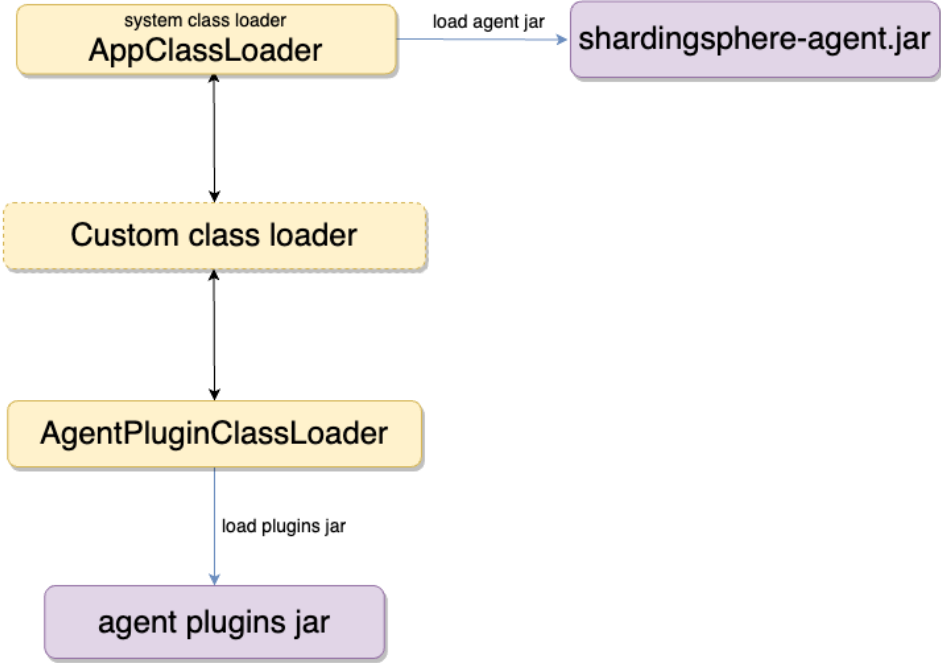 system class loader
AppClassLoader
load agent jar
shardingsphere-agent.jar
Custom class loader
AgentPluginClassLoader
load plugins jar
agent plugins jar